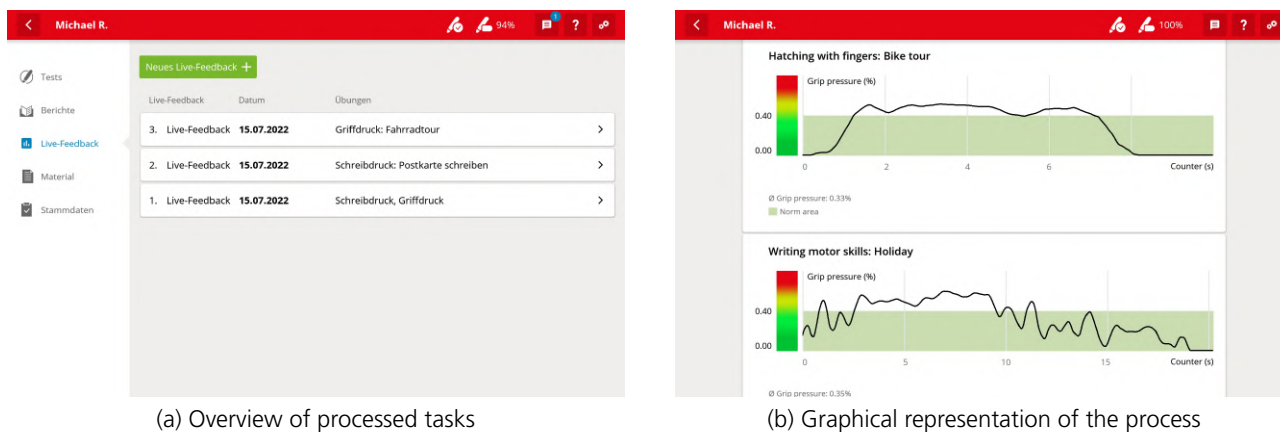 Michael R.
94%
1
?
Tests
Berichte
Live-Feedback
Material
Stammdaten
Neues Live-Feedback +
Live-Feedback Datum Übungen
3. Live-Feedback 15.07.2022 Griffdruck: Fahrradtour
2. Live-Feedback 15.07.2022 Schreibdruck: Postkarte schreiben
1. Live-Feedback 15.07.2022 Schreibdruck, Griffdruck
(a) Overview of processed tasks
Michael R.
100%
?
Hatching with fingers: Bike tour
Grip pressure (%)
0.40
0.00
0 2 4 6 Counter (s)
Ø Grip pressure: 0.33%
Norm area
Writing motor skills: Holiday
Grip pressure (%)
0.40
0.00
0 5 10 15 Counter (s)
Ø Grip pressure: 0.35%
(b) Graphical representation of the process